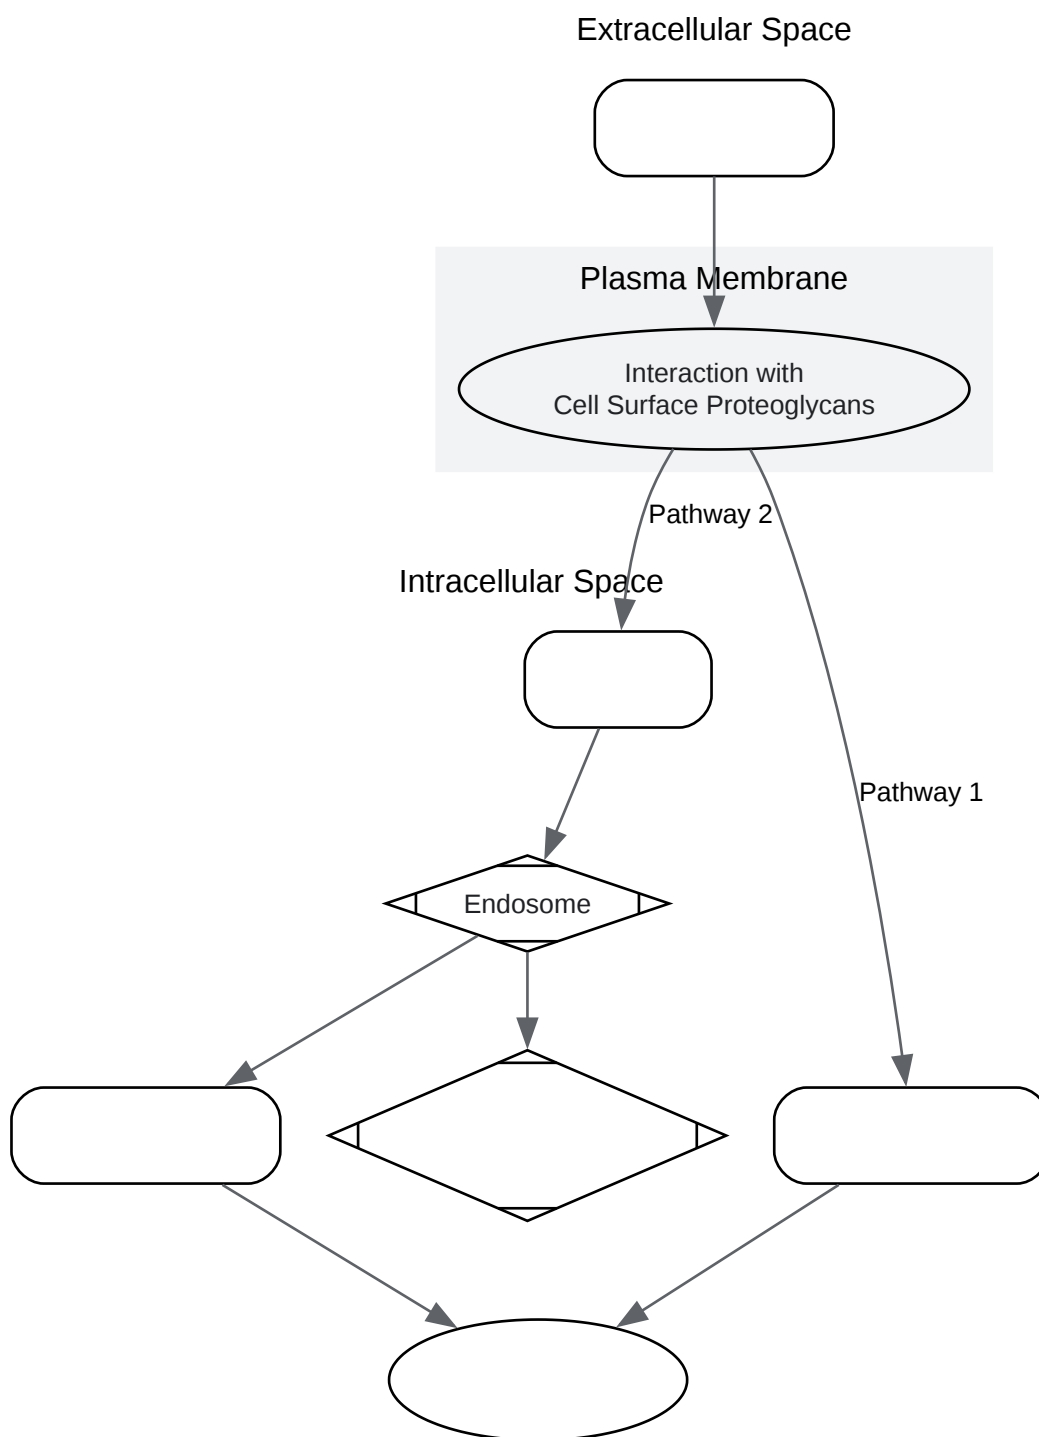 Extracellular Space
Plasma Membrane
Interaction with
Cell Surface Proteoglycans
Pathway 2
Intracellular Space
Pathway 1
Endosome